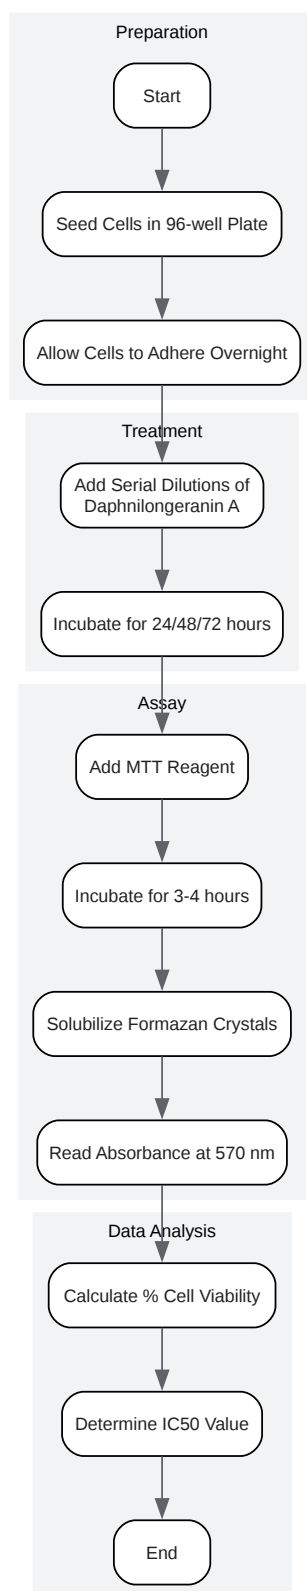 Preparation
Start
Seed Cells in 96-well Plate
Allow Cells to Adhere Overnight
Treatment
Add Serial Dilutions of
Daphnilongeranin A
Incubate for 24/48/72 hours
Assay
Add MTT Reagent
Incubate for 3-4 hours
Solubilize Formazan Crystals
Read Absorbance at 570 nm
Data Analysis
Calculate % Cell Viability
Determine IC50 Value
End